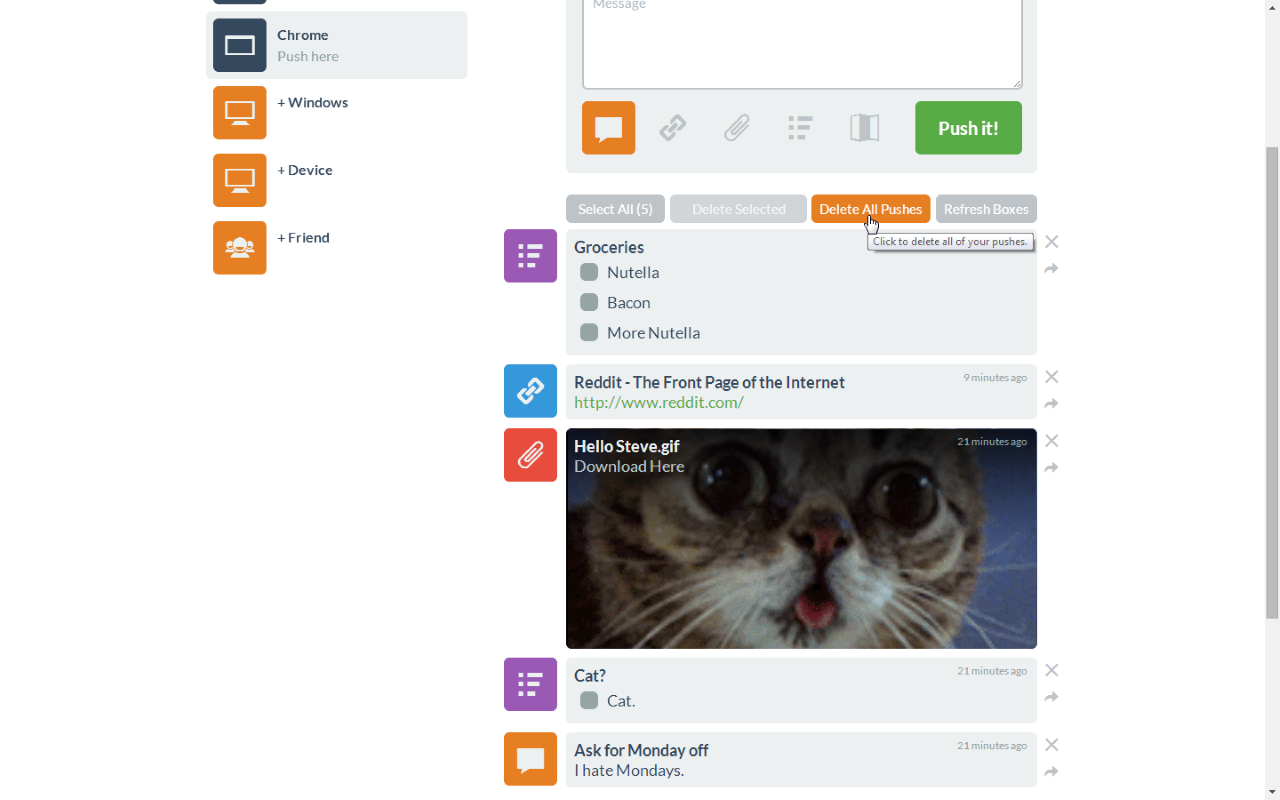 Message
Chrome
Push here
+ Windows
+ Device
+ Friend
Push it!
Select All (5)
Delete Selected
Delete All Pushes
Refresh Boxes
Click to delete all of your pushes.
Groceries
Nutella
Bacon
More Nutella
Reddit - The Front Page of the Internet
9 minutes ago
http://www.reddit.com/
Hello Steve.gif
21 minutes ago
Download Here
Cat?
21 minutes ago
Cat.
Ask for Monday off
21 minutes ago
I hate Mondays.